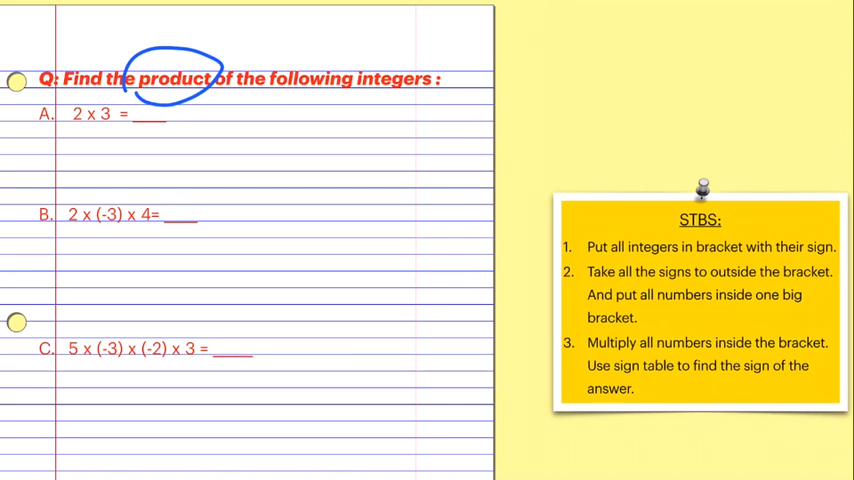 Q: Find the product of the following integers :
A. 2 x 3 = ____
B. 2 x (-3) x 4= ____
C. 5 x (-3) x (-2) x 3 = _____
STBS:
1. Put all integers in bracket with their sign.
2. Take all the signs to outside the bracket.
And put all numbers inside one big
bracket.
3. Multiply all numbers inside the bracket.
Use sign table to find the sign of the
answer.